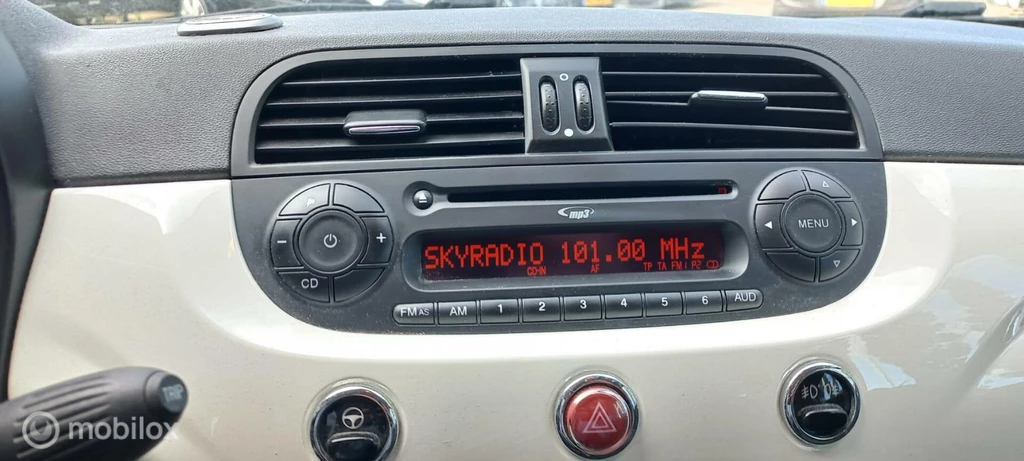 mp3
SKYRADIO 101.00 MHz
CD-IN AF TP TA FM1 P2 CD
MENU
CD
FM AS AM 1 2 3 4 5 6 AUD
TRIP
mobilox